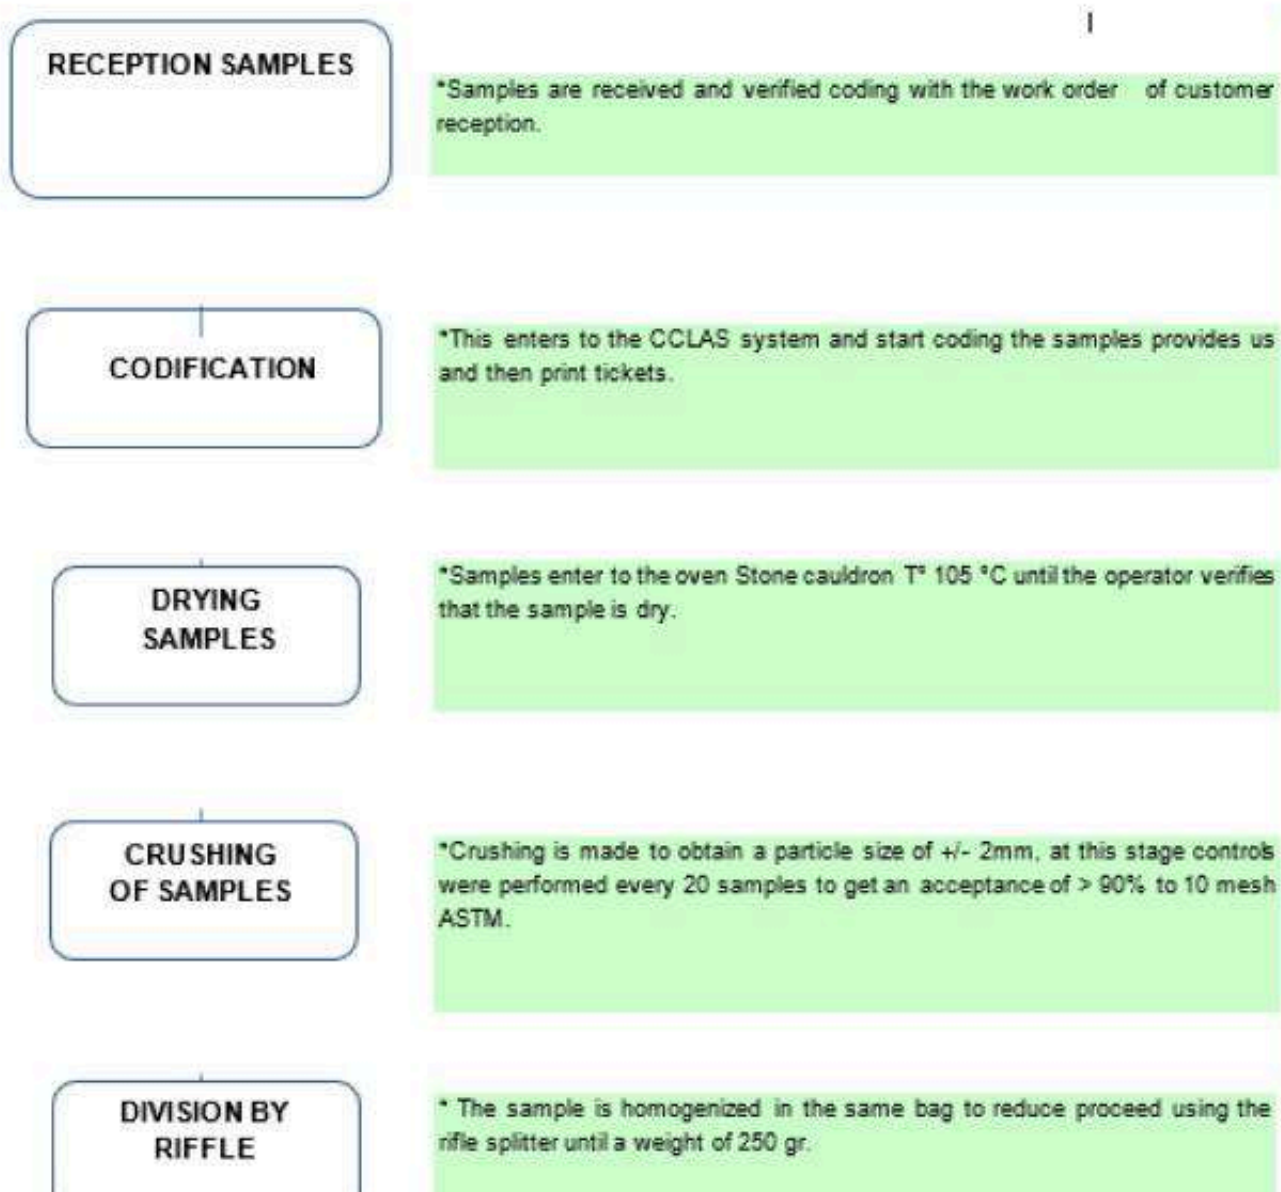 RECEPTION SAMPLES
*Samples are received and verified coding with the work order of customer
reception.
CODIFICATION
*This enters to the CCLAS system and start coding the samples provides us
and then print tickets.
DRYING
SAMPLES
*Samples enter to the oven Stone cauldron T° 105 °C until the operator verifies
that the sample is dry.
CRUSHING
OF SAMPLES
*Crushing is made to obtain a particle size of +/- 2mm, at this stage controls
were performed every 20 samples to get an acceptance of > 90% to 10 mesh
ASTM.
DIVISION BY
RIFFLE
* The sample is homogenized in the same bag to reduce proceed using the
rifle splitter until a weight of 250 gr.